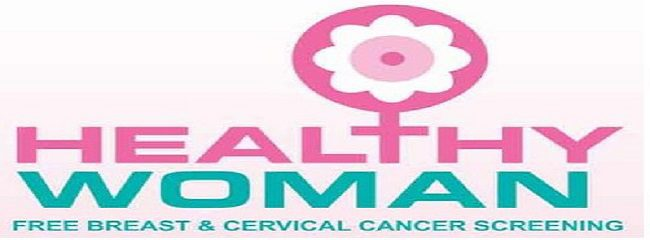 HEALTHY
WOMAN
FREE BREAST & CERVICAL CANCER SCREENING